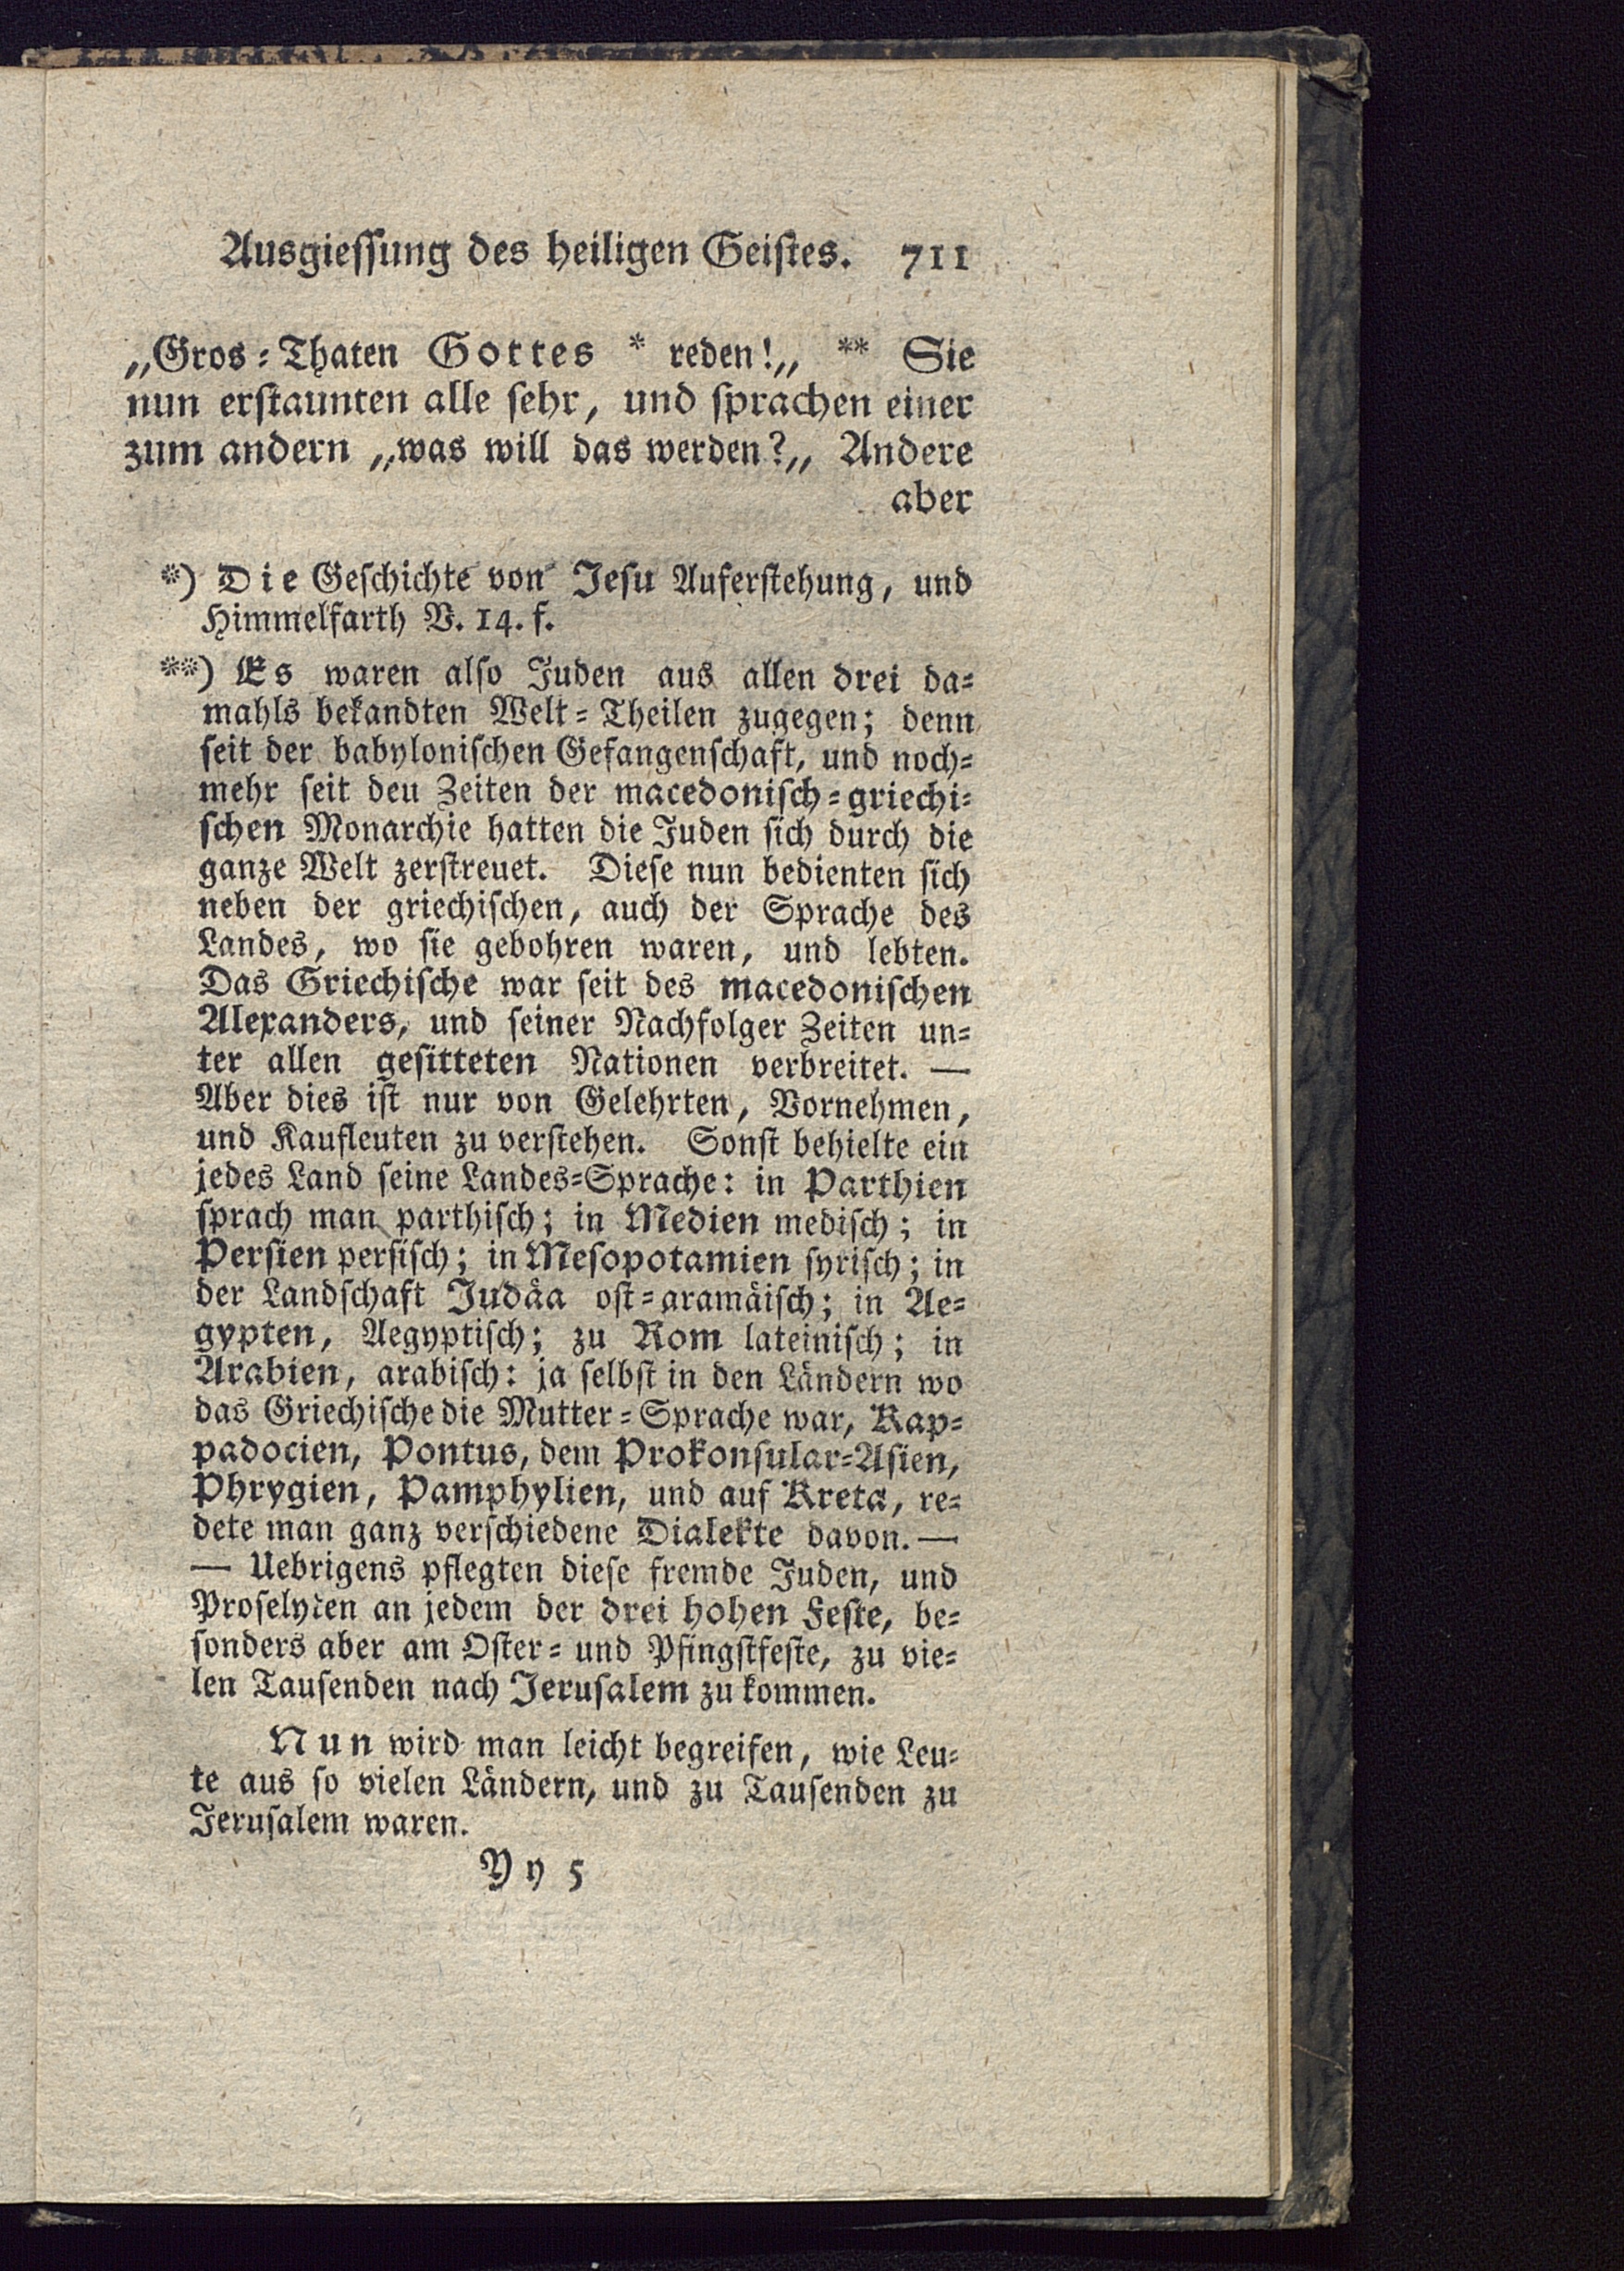 Ausgiessung des heiligen Geistes. 711
„Gros-Thaten Gottes * reden!„ ** Sie
nun erstaunten alle sehr, und sprachen einer
zum andern „was will das werden?„ Andere
aber
*) Die Geschichte von Jesu Auferstehung, und
Himmelfarth V. 14. f.
**) Es waren also Juden aus allen drei da-
mahls bekandten Welt-Theilen zugegen; denn
seit der babylonischen Gefangenschaft, und noch-
mehr seit den Zeiten der macedonisch-griechi-
schen Monarchie hatten die Juden sich durch die
ganze Welt zerstreuet. Diese nun bedienten sich
neben der griechischen, auch der Sprache des
Landes, wo sie gebohren waren, und lebten.
Das Griechische war seit des macedonischen
Alexanders, und seiner Nachfolger Zeiten un-
ter allen gesitteten Nationen verbreitet. —
Aber dies ist nur von Gelehrten, Vornehmen,
und Kaufleuten zu verstehen. Sonst behielte ein
jedes Land seine Landes-Sprache: in Parthien
sprach man parthisch; in Medien medisch; in
Persien persisch; in Mesopotamien syrisch; in
der Landschaft Judäa ost-aramäisch; in Ae-
gypten, Aegyptisch; zu Rom lateinisch; in
Arabien, arabisch: ja selbst in den Ländern wo
das Griechische die Mutter-Sprache war, Kap-
padocien, Pontus, dem Prokonsular-Asien,
Phrygien, Pamphylien, und auf Kreta, re-
dete man ganz verschiedene Dialekte davon. —
— Uebrigens pflegten diese fremde Juden, und
Proselyten an jedem der drei hohen Feste, be-
sonders aber am Oster- und Pfingstfeste, zu vie-
len Tausenden nach Jerusalem zu kommen.
Nun wird man leicht begreifen, wie Leu-
te aus so vielen Ländern, und zu Tausenden zu
Jerusalem waren.
Yy 5